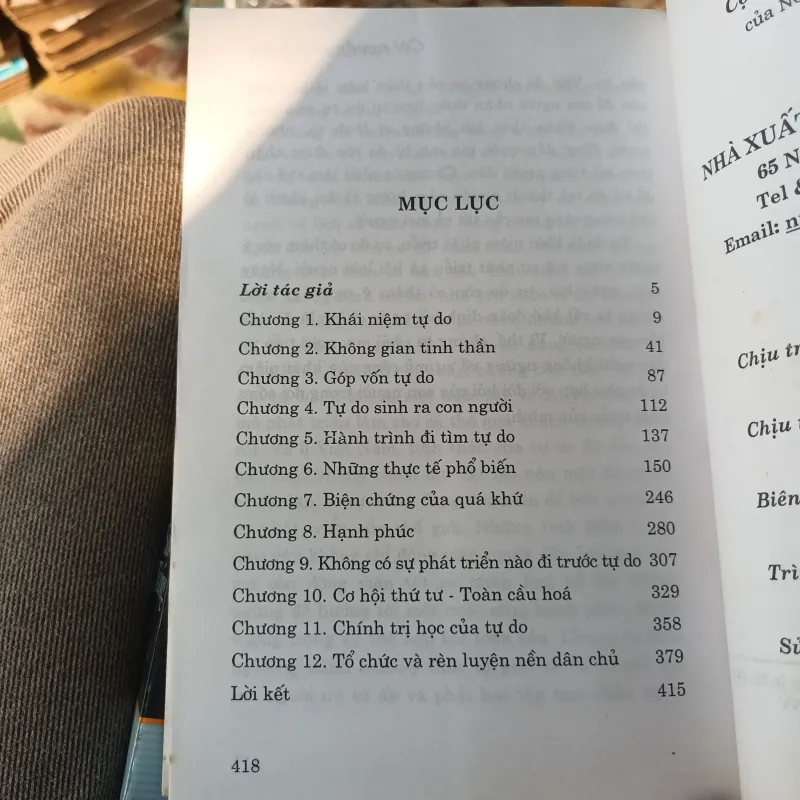 MỤC LỤC
Lời tác giả 5
Chương 1. Khái niệm tự do 9
Chương 2. Không gian tinh thần 41
Chương 3. Góp vốn tự do 87
Chương 4. Tự do sinh ra con người 112
Chương 5. Hành trình đi tìm tự do 137
Chương 6. Những thực tế phổ biến 150
Chương 7. Biện chứng của quá khứ 246
Chương 8. Hạnh phúc 280
Chương 9. Không có sự phát triển nào đi trước tự do 307
Chương 10. Cơ hội thứ tư - Toàn cầu hoá 329
Chương 11. Chính trị học của tự do 358
Chương 12. Tổ chức và rèn luyện nền dân chủ 379
Lời kết 415
418
của
NHÀ XUẤT
65 N
Tel &
Email:
Chịu
Chịu
Biên